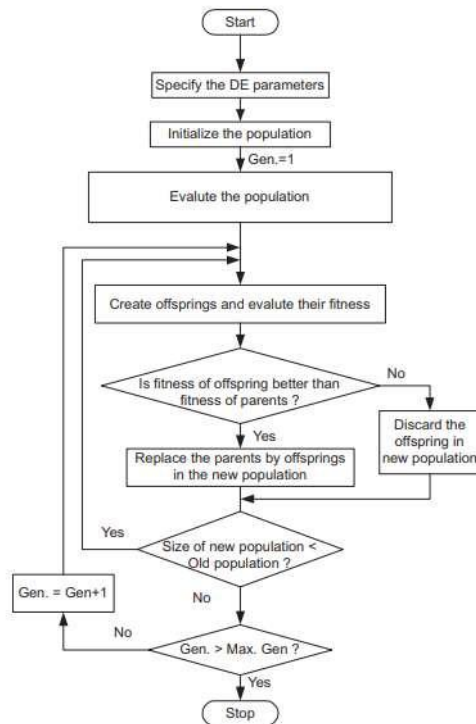 Start
Specify the DE parameters
Initialize the population
Gen.=1
Evalute the population
Create offsprings and evaluate their fitness
Is fitness of offspring better than
fitness of parents ?
No
Yes
Discard the
offspring in
new population
Replace the parents by offsprings
in the new population
Yes
Size of new population <
Old population ?
Gen. = Gen+1
No
No
Gen. > Max. Gen ?
Yes
Stop